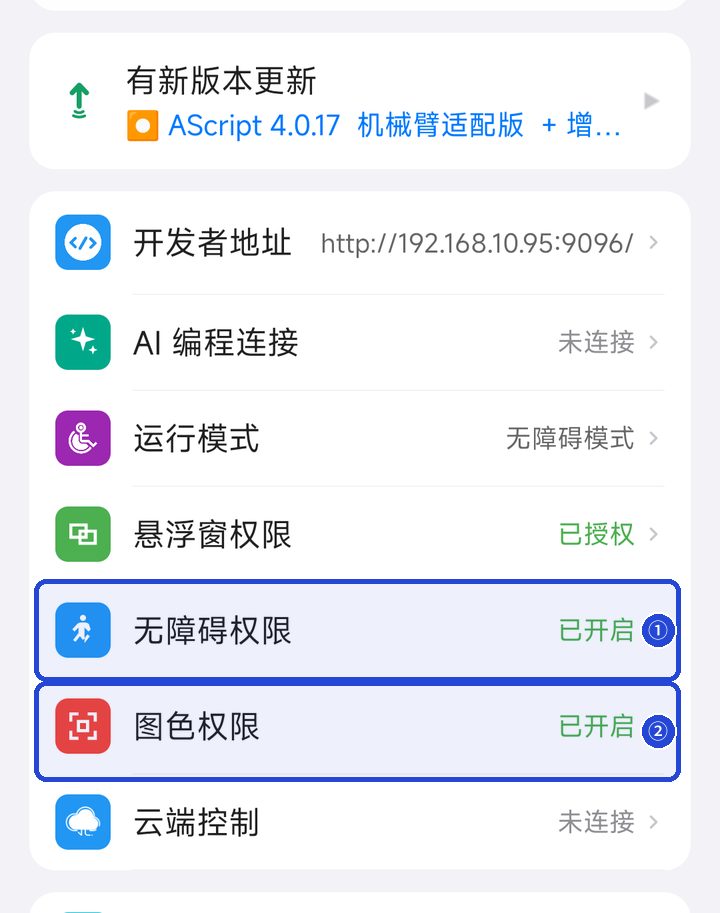 有新版本更新
AScript 4.0.17 机械臂适配版 + 增...
开发者地址 http://192.168.10.95:9096/
AI 编程连接 未连接
运行模式 无障碍模式
悬浮窗权限 已授权
无障碍权限 已开启 ①
图色权限 已开启 ②
云端控制 未连接